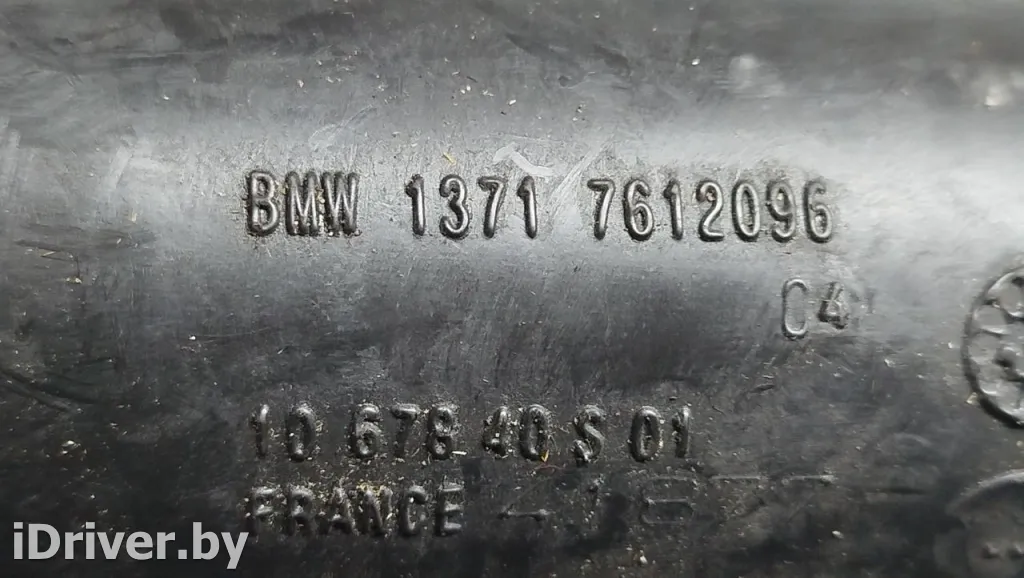 BMW 1371 7612096
C4
10 678 40 S 01
FRANCE
iDriver.by